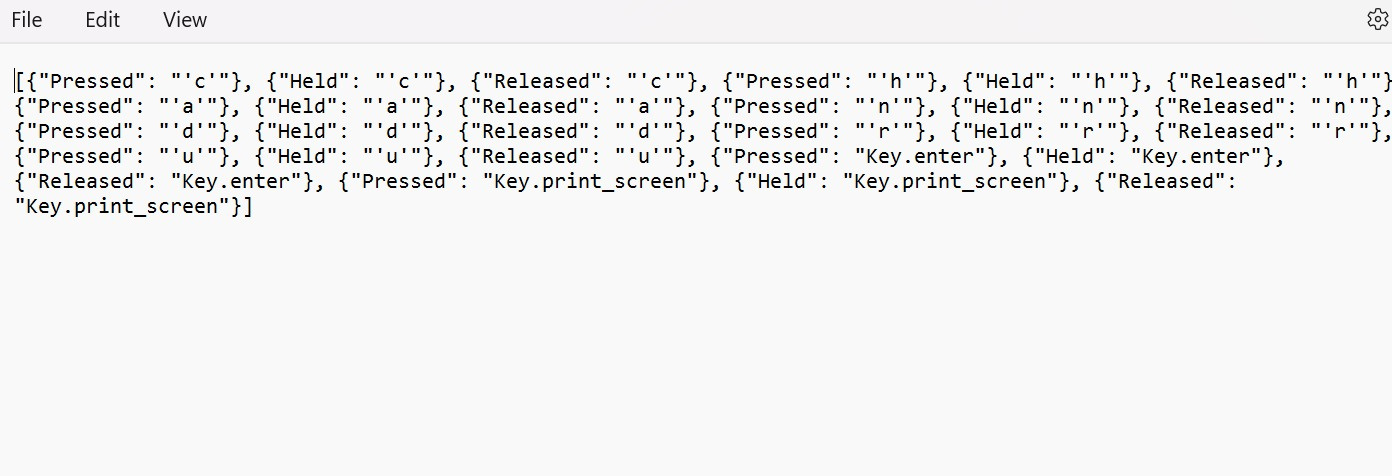 File Edit View
[{"Pressed": "'c'"}, {"Held": "'c'"}, {"Released": "'c'"}, {"Pressed": "'h'"}, {"Held": "'h'"}, {"Released": "'h'"}
{"Pressed": "'a'"}, {"Held": "'a'"}, {"Released": "'a'"}, {"Pressed": "'n'"}, {"Held": "'n'"}, {"Released": "'n'"},
{"Pressed": "'d'"}, {"Held": "'d'"}, {"Released": "'d'"}, {"Pressed": "'r'"}, {"Held": "'r'"}, {"Released": "'r'"},
{"Pressed": "'u'"}, {"Held": "'u'"}, {"Released": "'u'"}, {"Pressed": "Key.enter"}, {"Held": "Key.enter"},
{"Released": "Key.enter"}, {"Pressed": "Key.print_screen"}, {"Held": "Key.print_screen"}, {"Released":
"Key.print_screen"}]